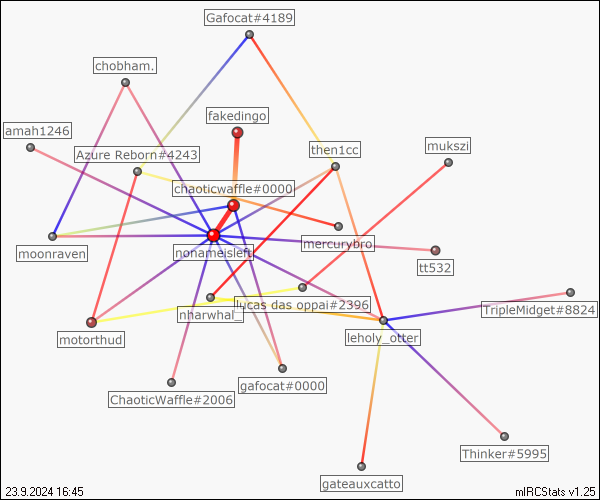 Gafocat#4189
chobham.
fakedingo
amah1246
then1cc
mukszi
Azure Reborn#4243
chaoticwaffle#0000
moonraven
nonameisleft
mercurybro
tt532
lucas das oppai#2396
nharwhal_
TripleMidget#8824
motorthud
leholy_otter
gafocat#0000
ChaoticWaffle#2006
Thinker#5995
gateauxcatto
23.9.2024 16:45
mIRCStats v1.25